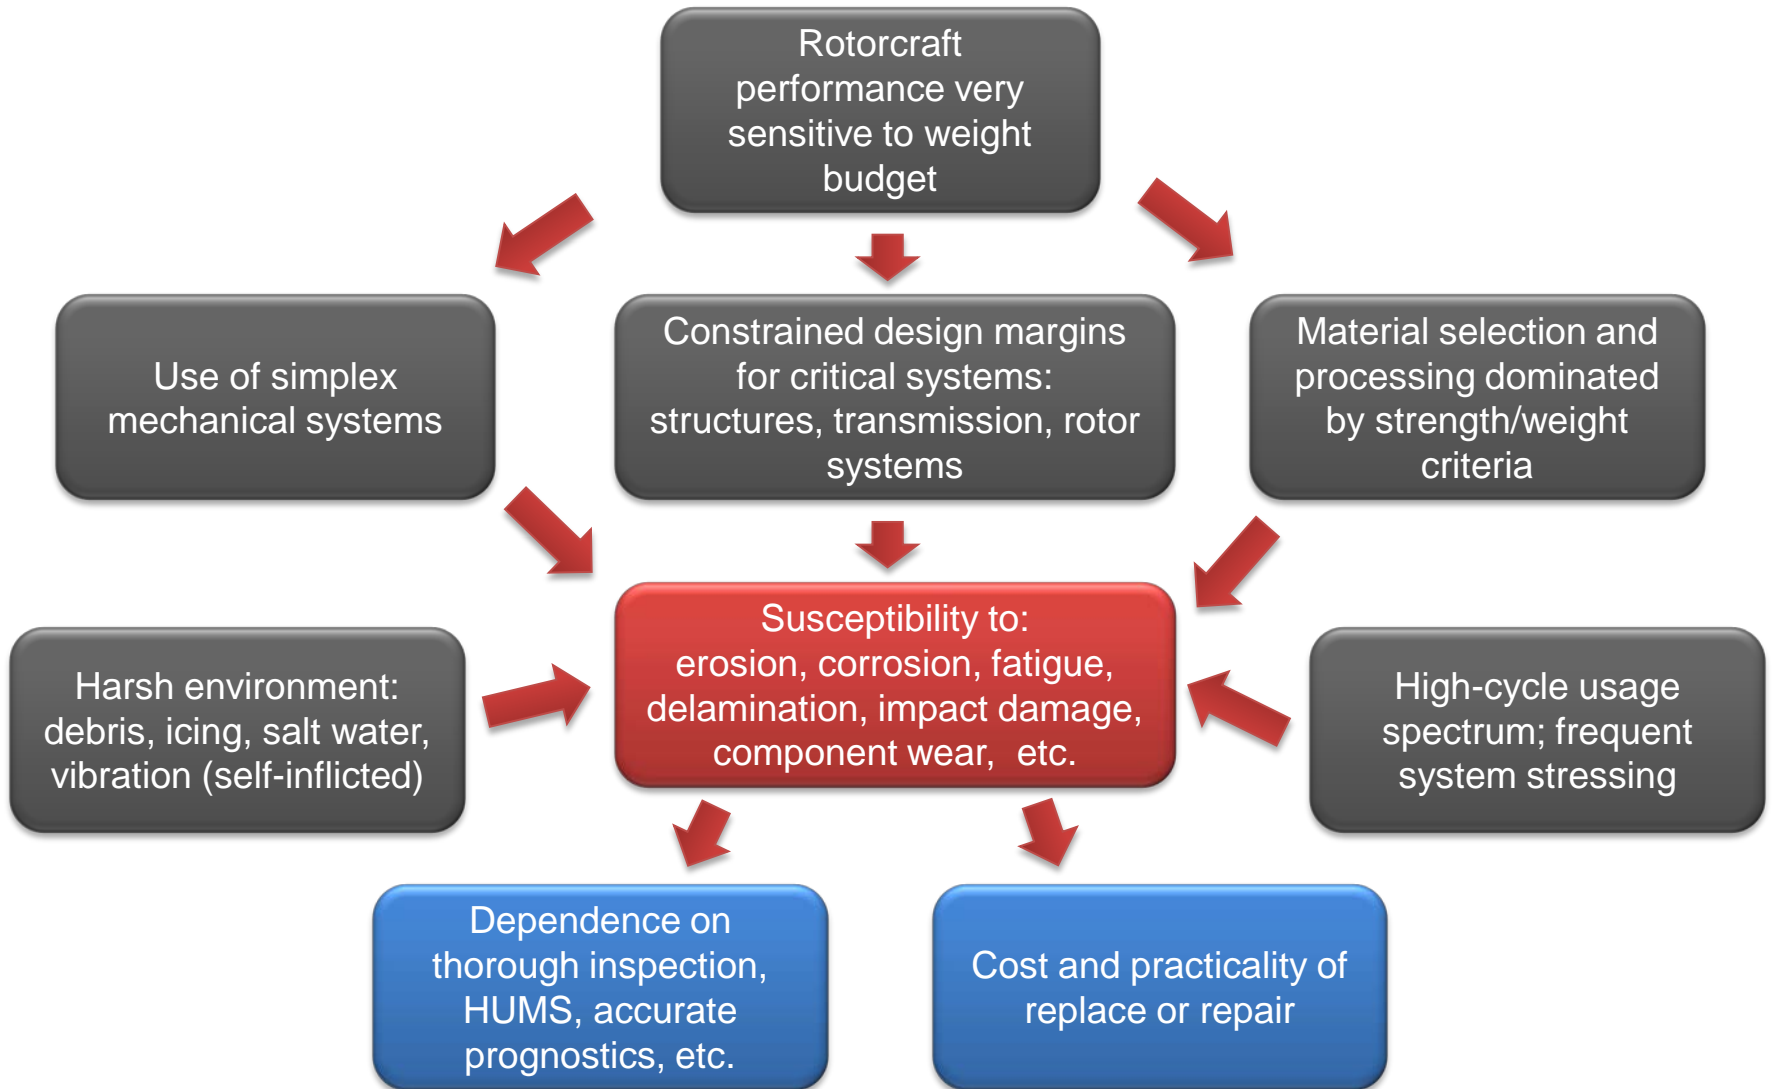 Rotorcraft
performance very
sensitive to weight
budget
Use of simplex
mechanical systems
Constrained design margins
for critical systems:
structures, transmission, rotor
systems
Material selection and
processing dominated
by strength/weight
criteria
Harsh environment:
debris, icing, salt water,
vibration (self-inflicted)
Susceptibility to:
erosion, corrosion, fatigue,
delamination, impact damage,
component wear, etc.
High-cycle usage
spectrum; frequent
system stressing
Dependence on
thorough inspection,
HUMS, accurate
prognostics, etc.
Cost and practicality of
replace or repair